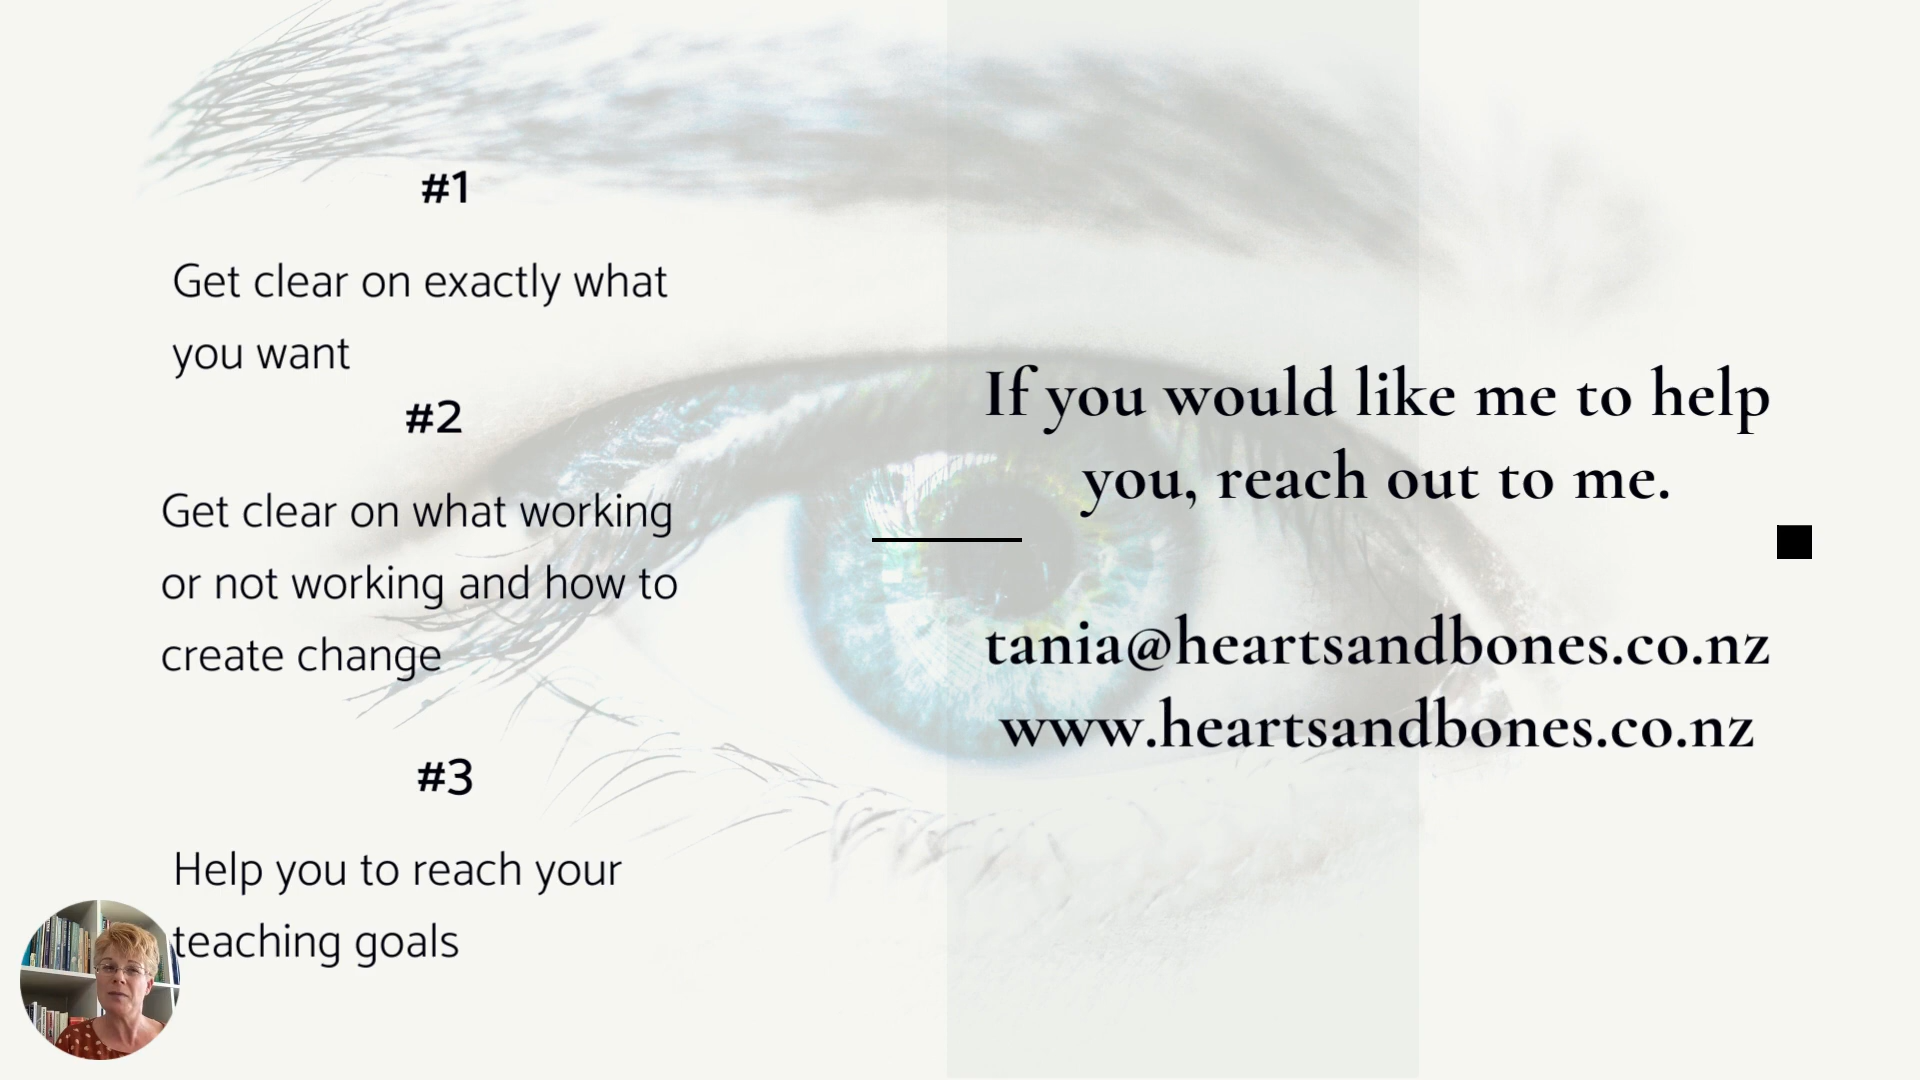 #1
Get clear on exactly what
you want
#2
Get clear on what working
or not working and how to
create change
#3
Help you to reach your
teaching goals
If you would like me to help
you, reach out to me.
tania@heartsandbones.co.nz
www.heartsandbones.co.nz